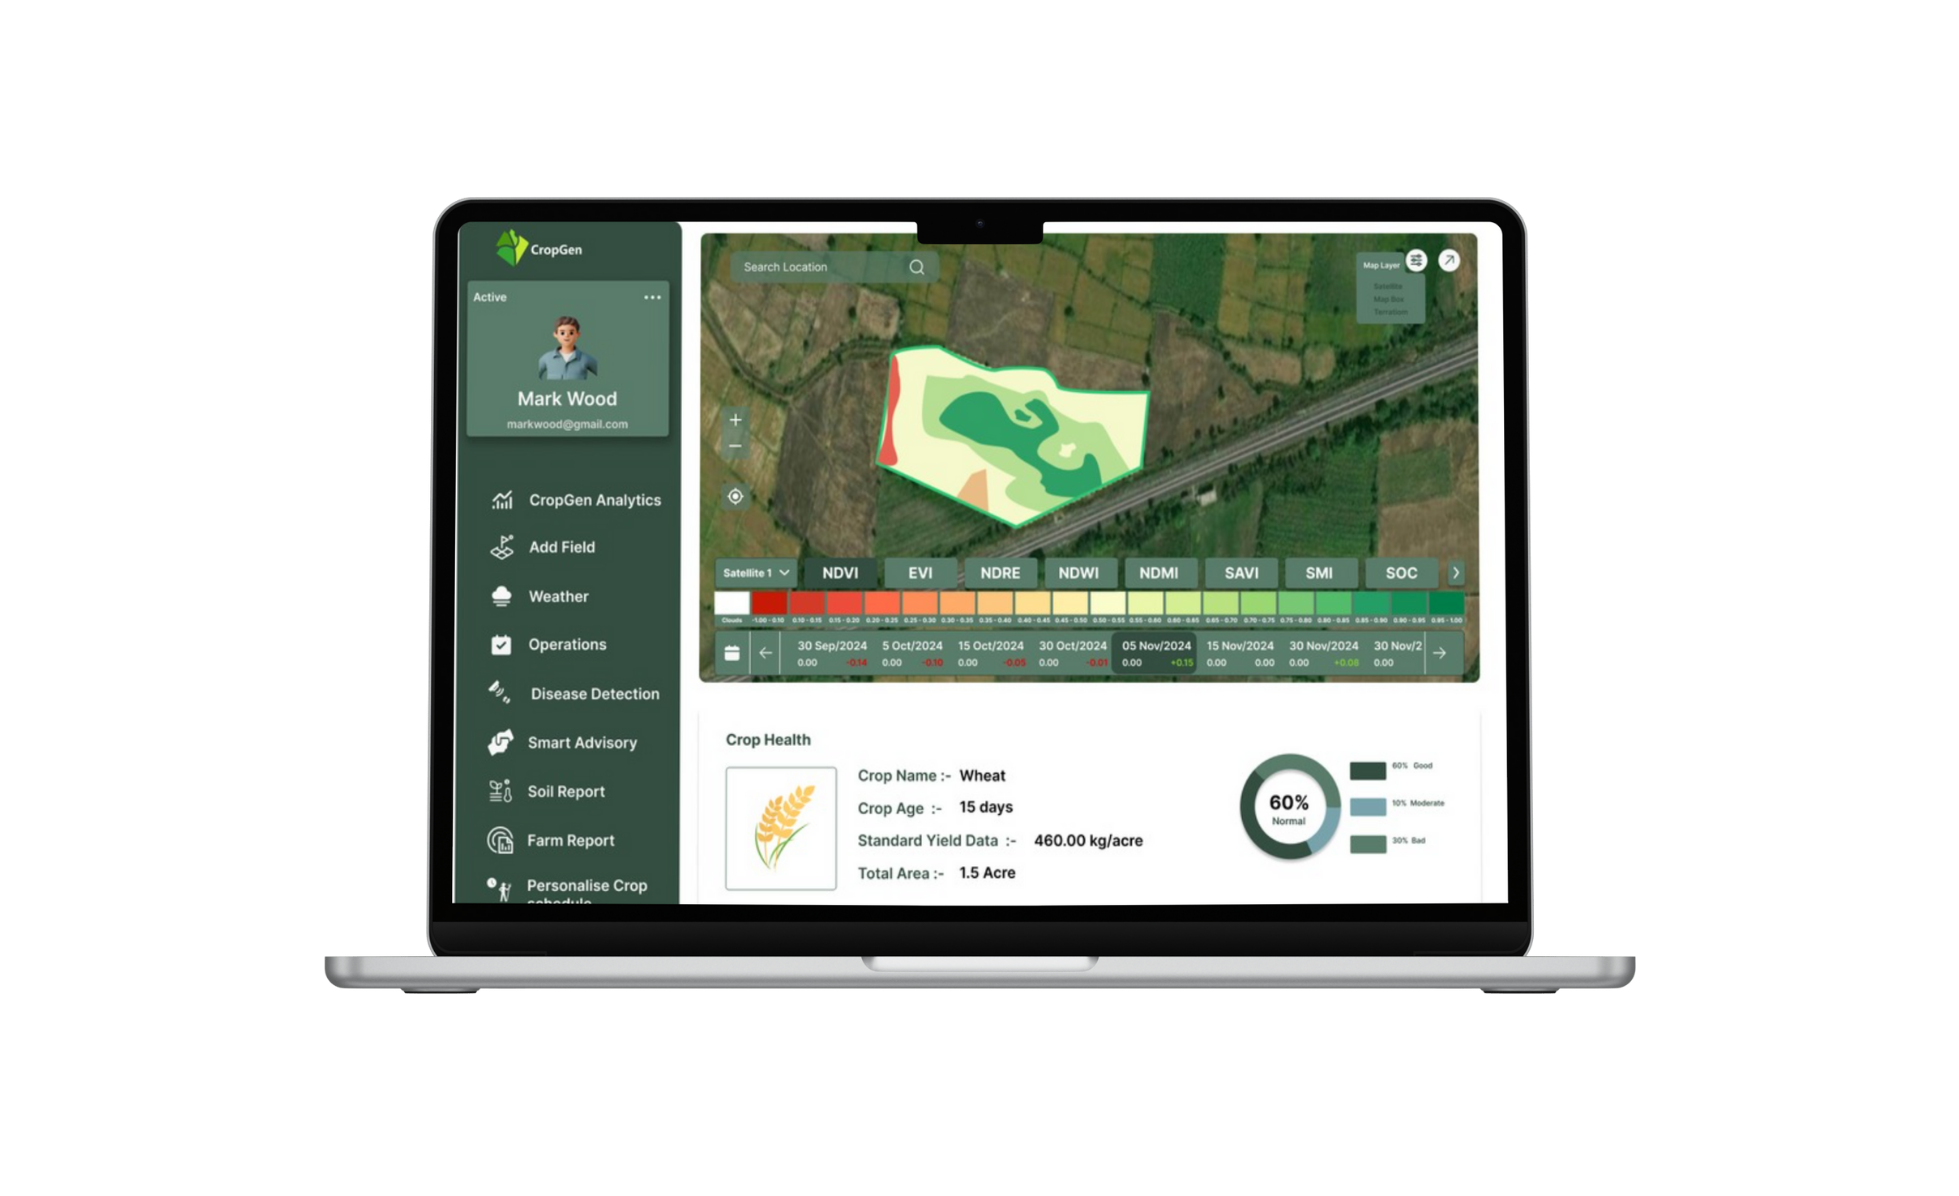 CropGen
Active
Mark Wood
markwood@gmail.com
CropGen Analytics
Add Field
Weather
Operations
Disease Detection
Smart Advisory
Soil Report
Farm Report
Personalise Crop
schedule
Search Location
Map Layer
Satellite
Map Box
Satellite 1 NDVI EVI NDRE NDWI NDMI SAVI SMI SOC
Clouds -1.00 - 0.10 0.10 - 0.15 0.15 - 0.20 0.20 - 0.25 0.25 - 0.30 0.30 - 0.35 0.35 - 0.40 0.40 - 0.45 0.45 - 0.50 0.50 - 0.55 0.55 - 0.60 0.60 - 0.65 0.65 - 0.70 0.70 - 0.75 0.75 - 0.80 0.80 - 0.85 0.85 - 0.90 0.90 - 0.95 0.85 - 1.00
30 Sep/2024 5 Oct/2024 15 Oct/2024 30 Oct/2024 05 Nov/2024 15 Nov/2024 30 Nov/2024 30 Nov/2
0.00 -0.14 0.00 -0.10 0.00 -0.05 0.00 -0.01 0.00 +0.15 0.00 0.00 0.00 +0.08 0.00
Crop Health
Crop Name :- Wheat
Crop Age :- 15 days
Standard Yield Data :- 460.00 kg/acre
Total Area :- 1.5 Acre
60%
Normal
60% Good
10% Moderate
30% Bad